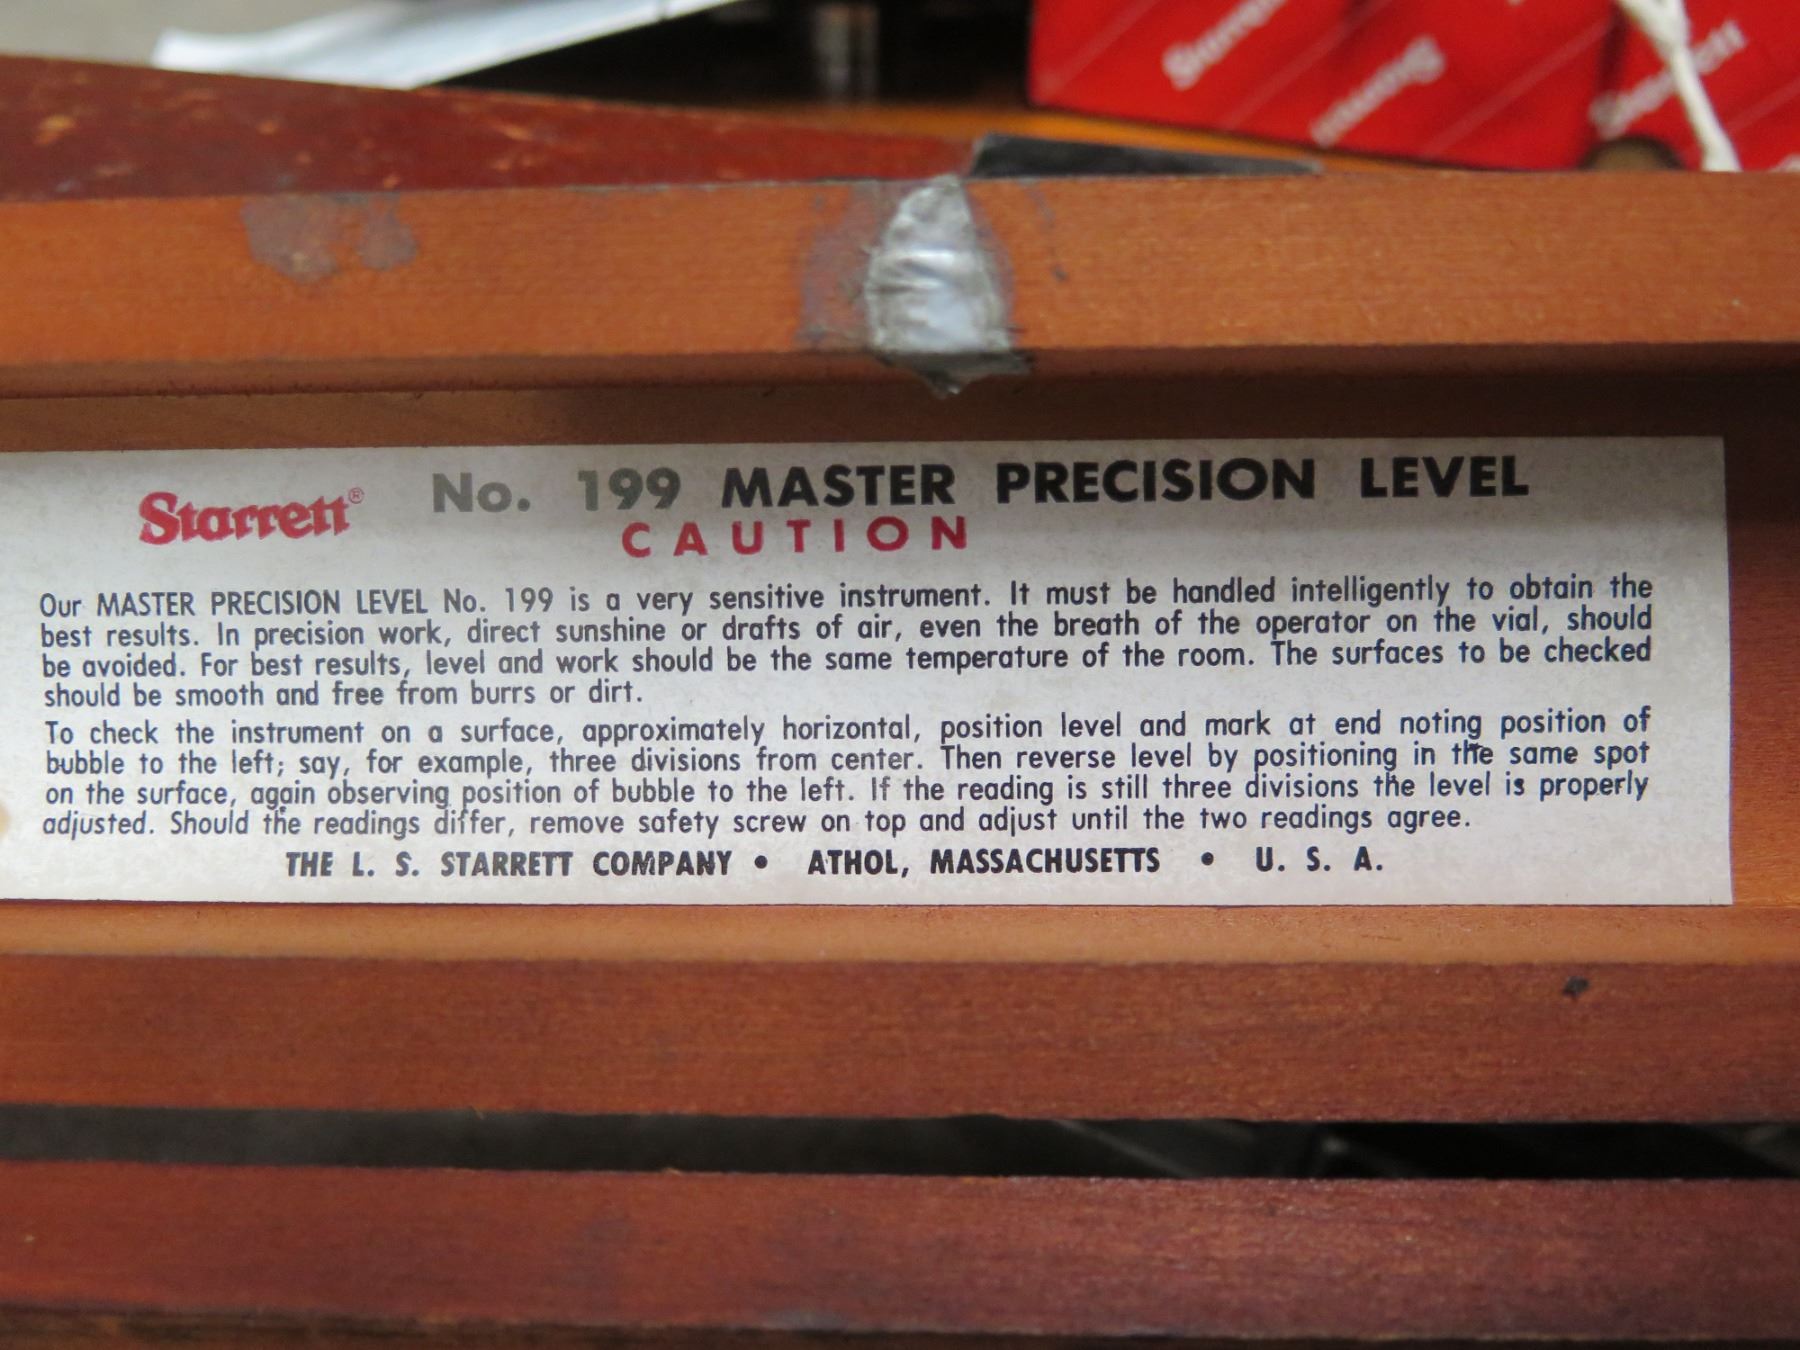 Starrett
Starrett
Starrett
Starrett® No. 199 MASTER PRECISION LEVEL
CAUTION
Our MASTER PRECISION LEVEL No. 199 is a very sensitive instrument. It must be handled intelligently to obtain the
best results. In precision work, direct sunshine or drafts of air, even the breath of the operator on the vial, should
be avoided. For best results, level and work should be the same temperature of the room. The surfaces to be checked
should be smooth and free from burrs or dirt.
To check the instrument on a surface, approximately horizontal, position level and mark at end noting position of
bubble to the left; say, for example, three divisions from center. Then reverse level by positioning in the same spot
on the surface, again observing position of bubble to the left. If the reading is still three divisions the level is properly
adjusted. Should the readings differ, remove safety screw on top and adjust until the two readings agree.
THE L. S. STARRETT COMPANY • ATHOL, MASSACHUSETTS • U. S. A.